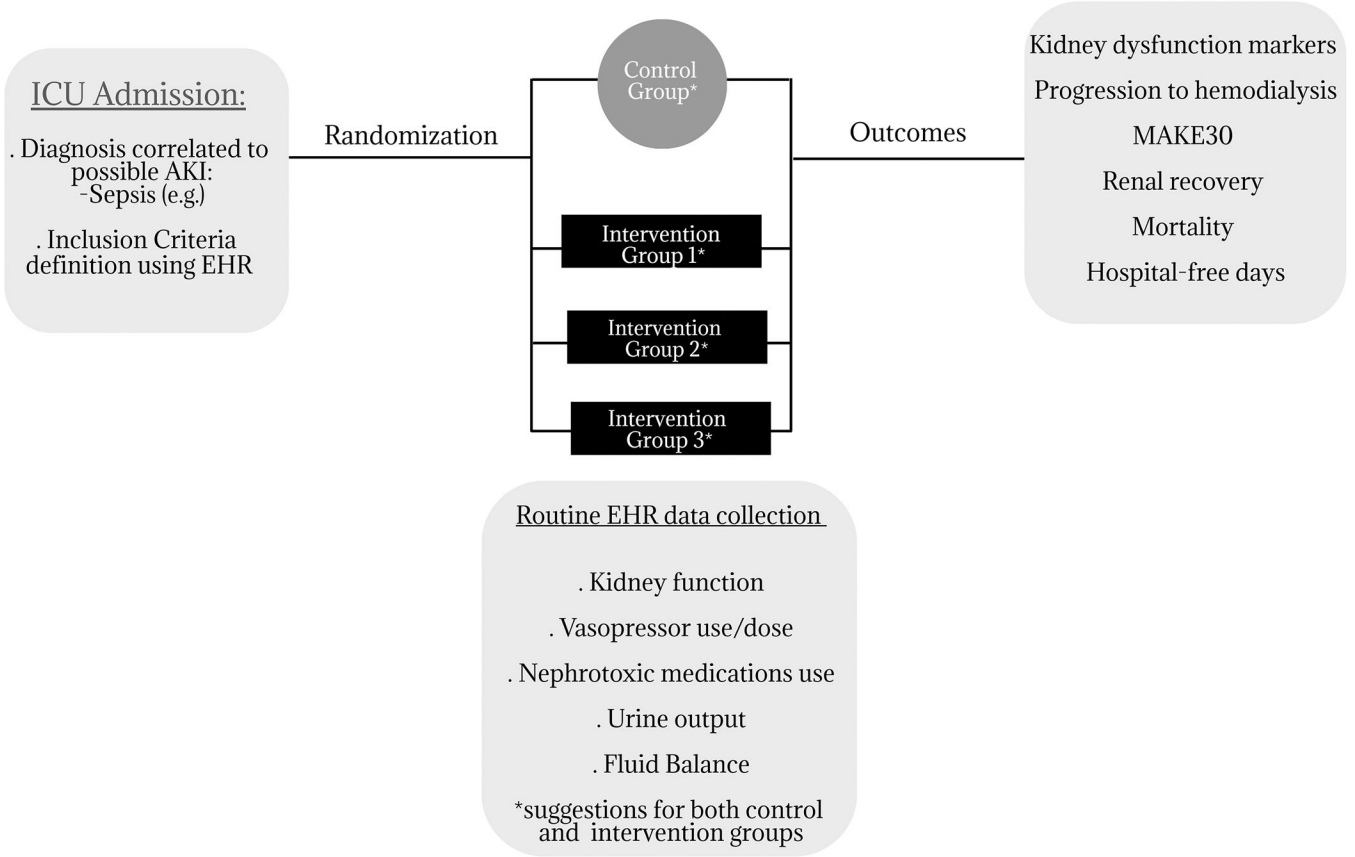 ICU Admission:
. Diagnosis correlated to
possible AKI:
-Sepsis (e.g.)
. Inclusion Criteria
definition using EHR
Randomization
Control
Group*
Intervention
Group 1*
Intervention
Group 2*
Intervention
Group 3*
Outcomes
Kidney dysfunction markers
Progression to hemodialysis
MAKE30
Renal recovery
Mortality
Hospital-free days
Routine EHR data collection
. Kidney function
. Vasopressor use/dose
. Nephrotoxic medications use
. Urine output
. Fluid Balance
*suggestions for both control
and intervention groups